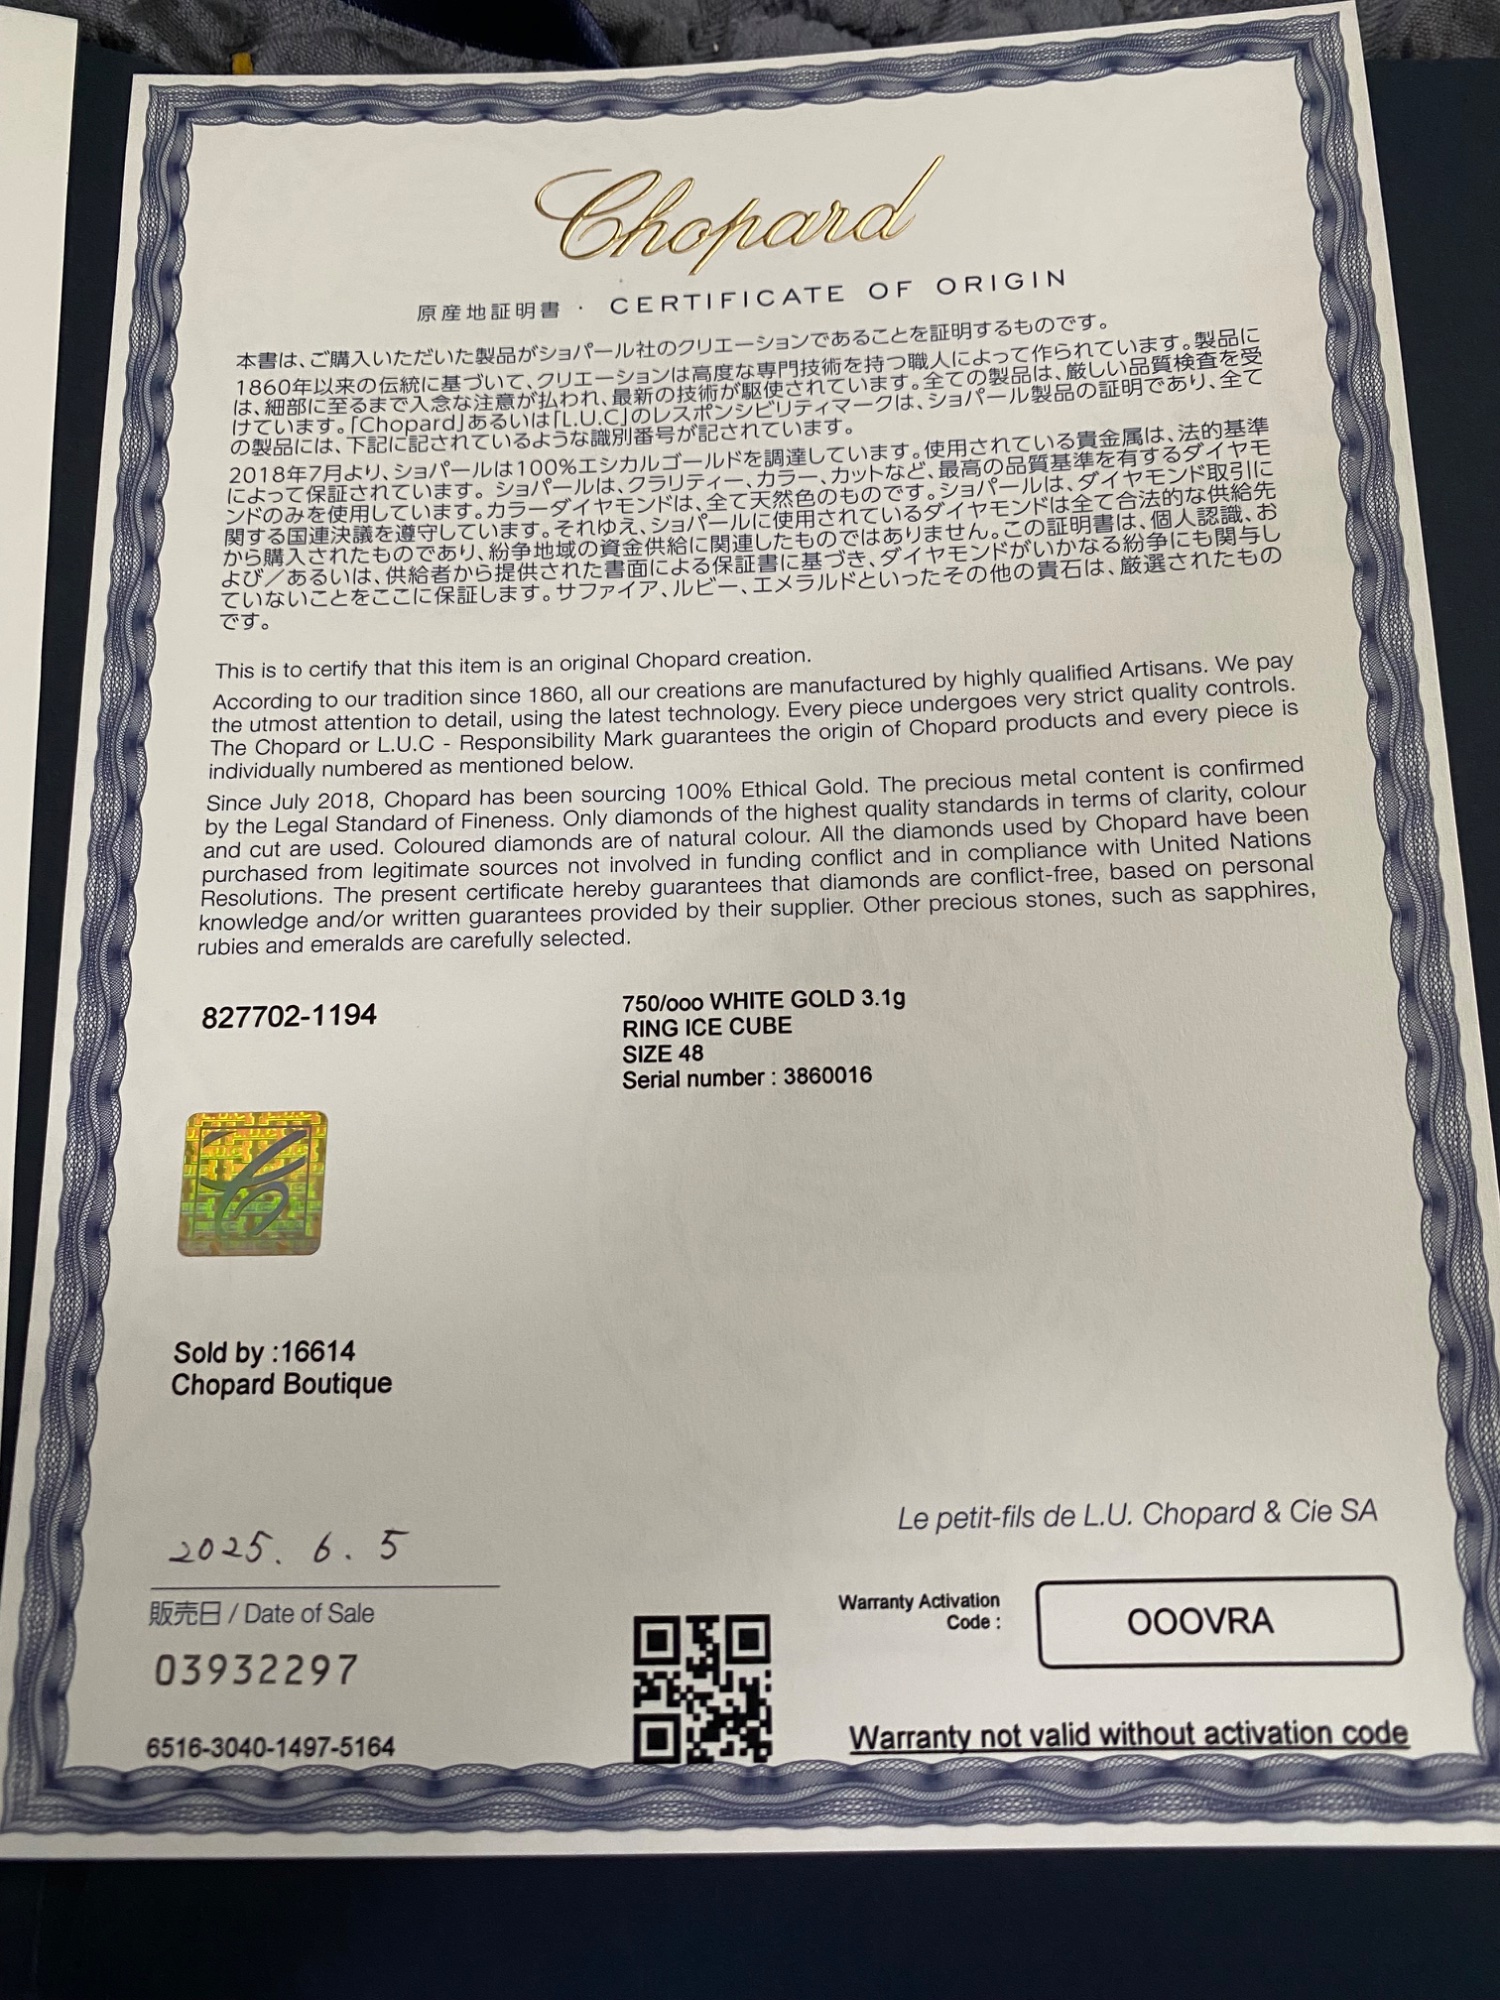 Chopard
原産地証明書 · CERTIFICATE OF ORIGIN
本書は、ご購入いただいた製品がショパール社のクリエーションであることを証明するものです。
1860年以来の伝統に基づいて、クリエーションは高度な専門技術を持つ職人によって作られています。製品に
は、細部に至るまで入念な注意が払われ、最新の技術が駆使されています。全ての製品は、厳しい品質検査を受
けています。「Chopard」あるいは「L.U.C」のレスポンシビリティマークは、ショパール製品の証明であり、全て
の製品には、下記に記されているような識別番号が記されています。
2018年7月より、ショパールは100%エシカルゴールドを調達しています。使用されている貴金属は、法的基準
によって保証されています。ショパールは、クラリティー、カラー、カットなど、最高の品質基準を有するダイヤモ
ンドのみを使用しています。カラーダイヤモンドは、全て天然色のものです。ショパールは、ダイヤモンド取引に
関する国連決議を遵守しています。それゆえ、ショパールに使用されているダイヤモンドは全て合法的な供給先
から購入されたものであり、紛争地域の資金供給に関連したものではありません。この証明書は、個人認識、お
よび／あるいは、供給者から提供された書面による保証書に基づき、ダイヤモンドがいかなる紛争にも関与し
ていないことをここに保証します。サファイア、ルビー、エメラルドといったその他の貴石は、厳選されたもの
です。
This is to certify that this item is an original Chopard creation.
According to our tradition since 1860, all our creations are manufactured by highly qualified Artisans. We pay
the utmost attention to detail, using the latest technology. Every piece undergoes very strict quality controls.
The Chopard or L.U.C - Responsibility Mark guarantees the origin of Chopard products and every piece is
individually numbered as mentioned below.
Since July 2018, Chopard has been sourcing 100% Ethical Gold. The precious metal content is confirmed
by the Legal Standard of Fineness. Only diamonds of the highest quality standards in terms of clarity, colour
and cut are used. Coloured diamonds are of natural colour. All the diamonds used by Chopard have been
purchased from legitimate sources not involved in funding conflict and in compliance with United Nations
Resolutions. The present certificate hereby guarantees that diamonds are conflict-free, based on personal
knowledge and/or written guarantees provided by their supplier. Other precious stones, such as sapphires,
rubies and emeralds are carefully selected.
827702-1194
750/ooo WHITE GOLD 3.1g
RING ICE CUBE
SIZE 48
Serial number : 3860016
Sold by :16614
Chopard Boutique
Le petit-fils de L.U. Chopard & Cie SA
2025. 6. 5
販売日 / Date of Sale
03932297
6516-3040-1497-5164
Warranty Activation
Code :
OOOVRA
Warranty not valid without activation code